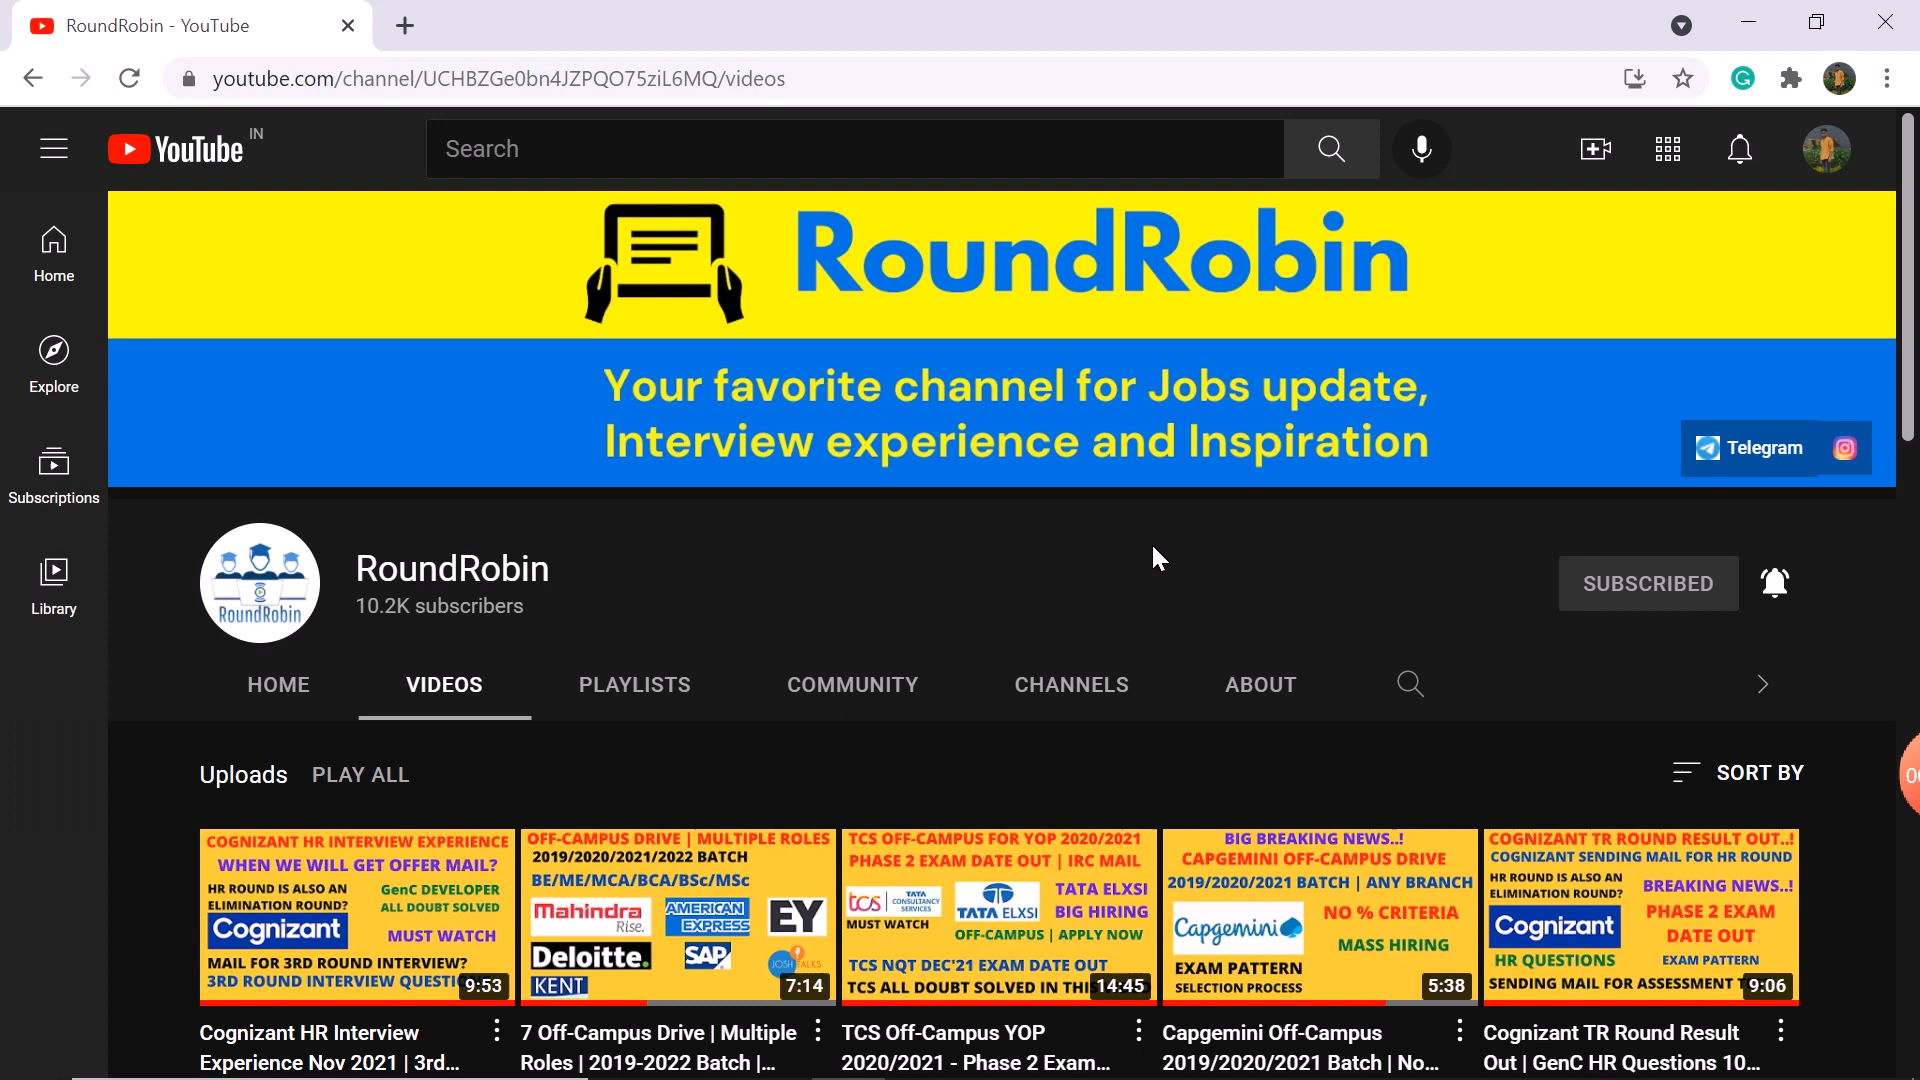 RoundRobin - YouTube
youtube.com/channel/UCHBZGe0bn4JZPQO75ziL6MQ/videos
YouTube IN
Search
Home
Explore
Subscriptions
Library
RoundRobin
Your favorite channel for Jobs update,
Interview experience and Inspiration
Telegram
RoundRobin
RoundRobin
10.2K subscribers
SUBSCRIBED
HOME VIDEOS PLAYLISTS COMMUNITY CHANNELS ABOUT
Uploads PLAY ALL
SORT BY
COGNIZANT HR INTERVIEW EXPERIENCE
WHEN WE WILL GET OFFER MAIL?
HR ROUND IS ALSO AN
ELIMINATION ROUND?
GenC DEVELOPER
ALL DOUBT SOLVED
Cognizant
MUST WATCH
MAIL FOR 3RD ROUND INTERVIEW?
3RD ROUND INTERVIEW
9:53
Cognizant HR Interview
Experience Nov 2021 | 3rd...
OFF-CAMPUS DRIVE | MULTIPLE ROLES
2019/2020/2021/2022 BATCH
BE/ME/MCA/BCA/BSc/MSc
Mahindra
Rise.
AMERICAN
EXPRESS
EY
Deloitte.
SAP
JOSH TALKS
KENT
7:14
7 Off-Campus Drive | Multiple
Roles | 2019-2022 Batch |...
TCS OFF-CAMPUS FOR YOP 2020/2021
PHASE 2 EXAM DATE OUT | IRC MAIL
tcs TATA
CONSULTANCY
SERVICES
TATA ELXSI
TATA ELXSI
BIG HIRING
MUST WATCH
OFF-CAMPUS | APPLY NOW
TCS NQT DEC'21 EXAM DATE OUT
TCS ALL DOUBT SOLVED IN
14:45
TCS Off-Campus YOP
2020/2021 - Phase 2 Exam...
BIG BREAKING NEWS..!
CAPGEMINI OFF-CAMPUS DRIVE
2019/2020/2021 BATCH | ANY BRANCH
Capgemini
NO % CRITERIA
MASS HIRING
EXAM PATTERN
SELECTION PROCESS
5:38
Capgemini Off-Campus
2019/2020/2021 Batch | No...
COGNIZANT TR ROUND RESULT OUT..!
COGNIZANT SENDING MAIL FOR HR ROUND
HR ROUND IS ALSO AN
ELIMINATION ROUND?
BREAKING NEWS..!
Cognizant
PHASE 2 EXAM
DATE OUT
HR QUESTIONS
EXAM PATTERN
SENDING MAIL FOR ASSESSMENT
9:06
Cognizant TR Round Result
Out | GenC HR Questions 10...